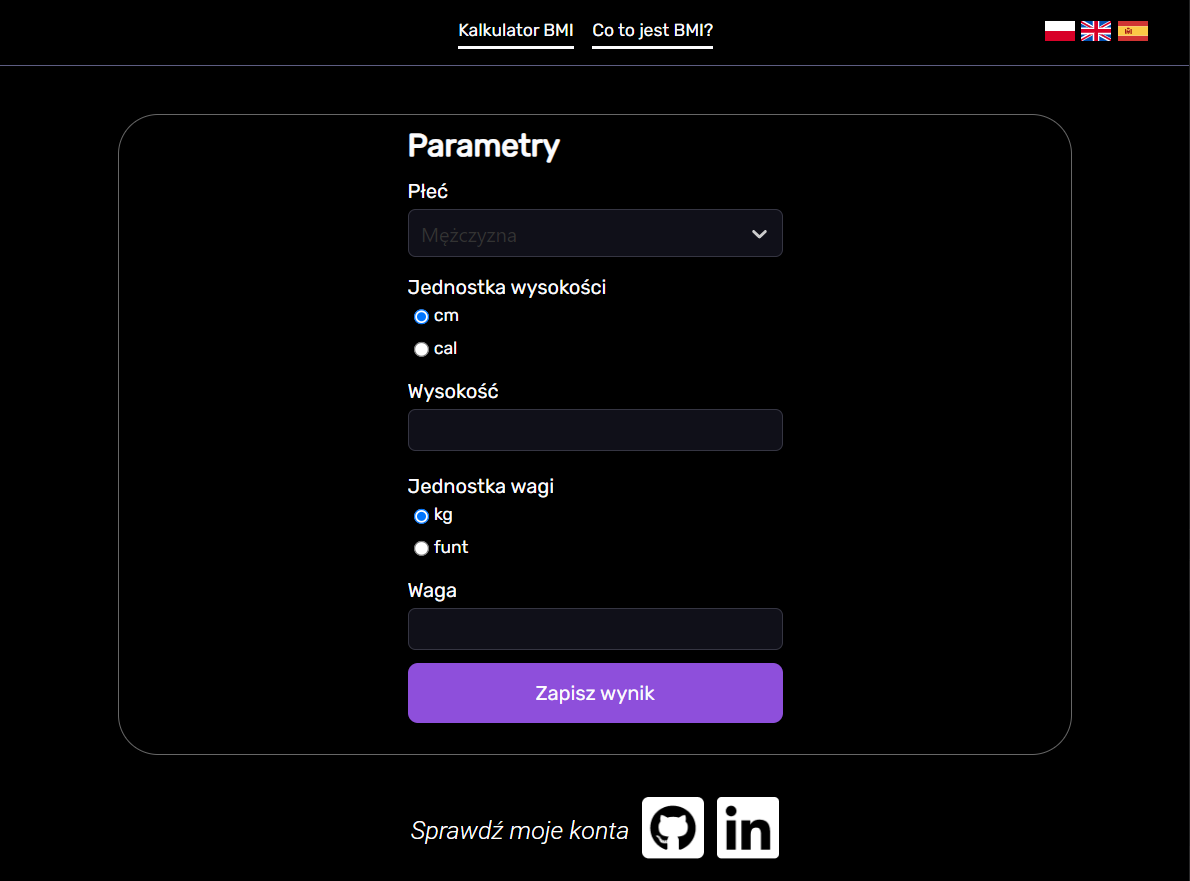 Kalkulator BMI Co to jest BMI?
Parametry
Płeć
Mężczyzna
Jednostka wysokości
cm
cal
Wysokość
Jednostka wagi
kg
funt
Waga
Zapisz wynik
Sprawdź moje konta in